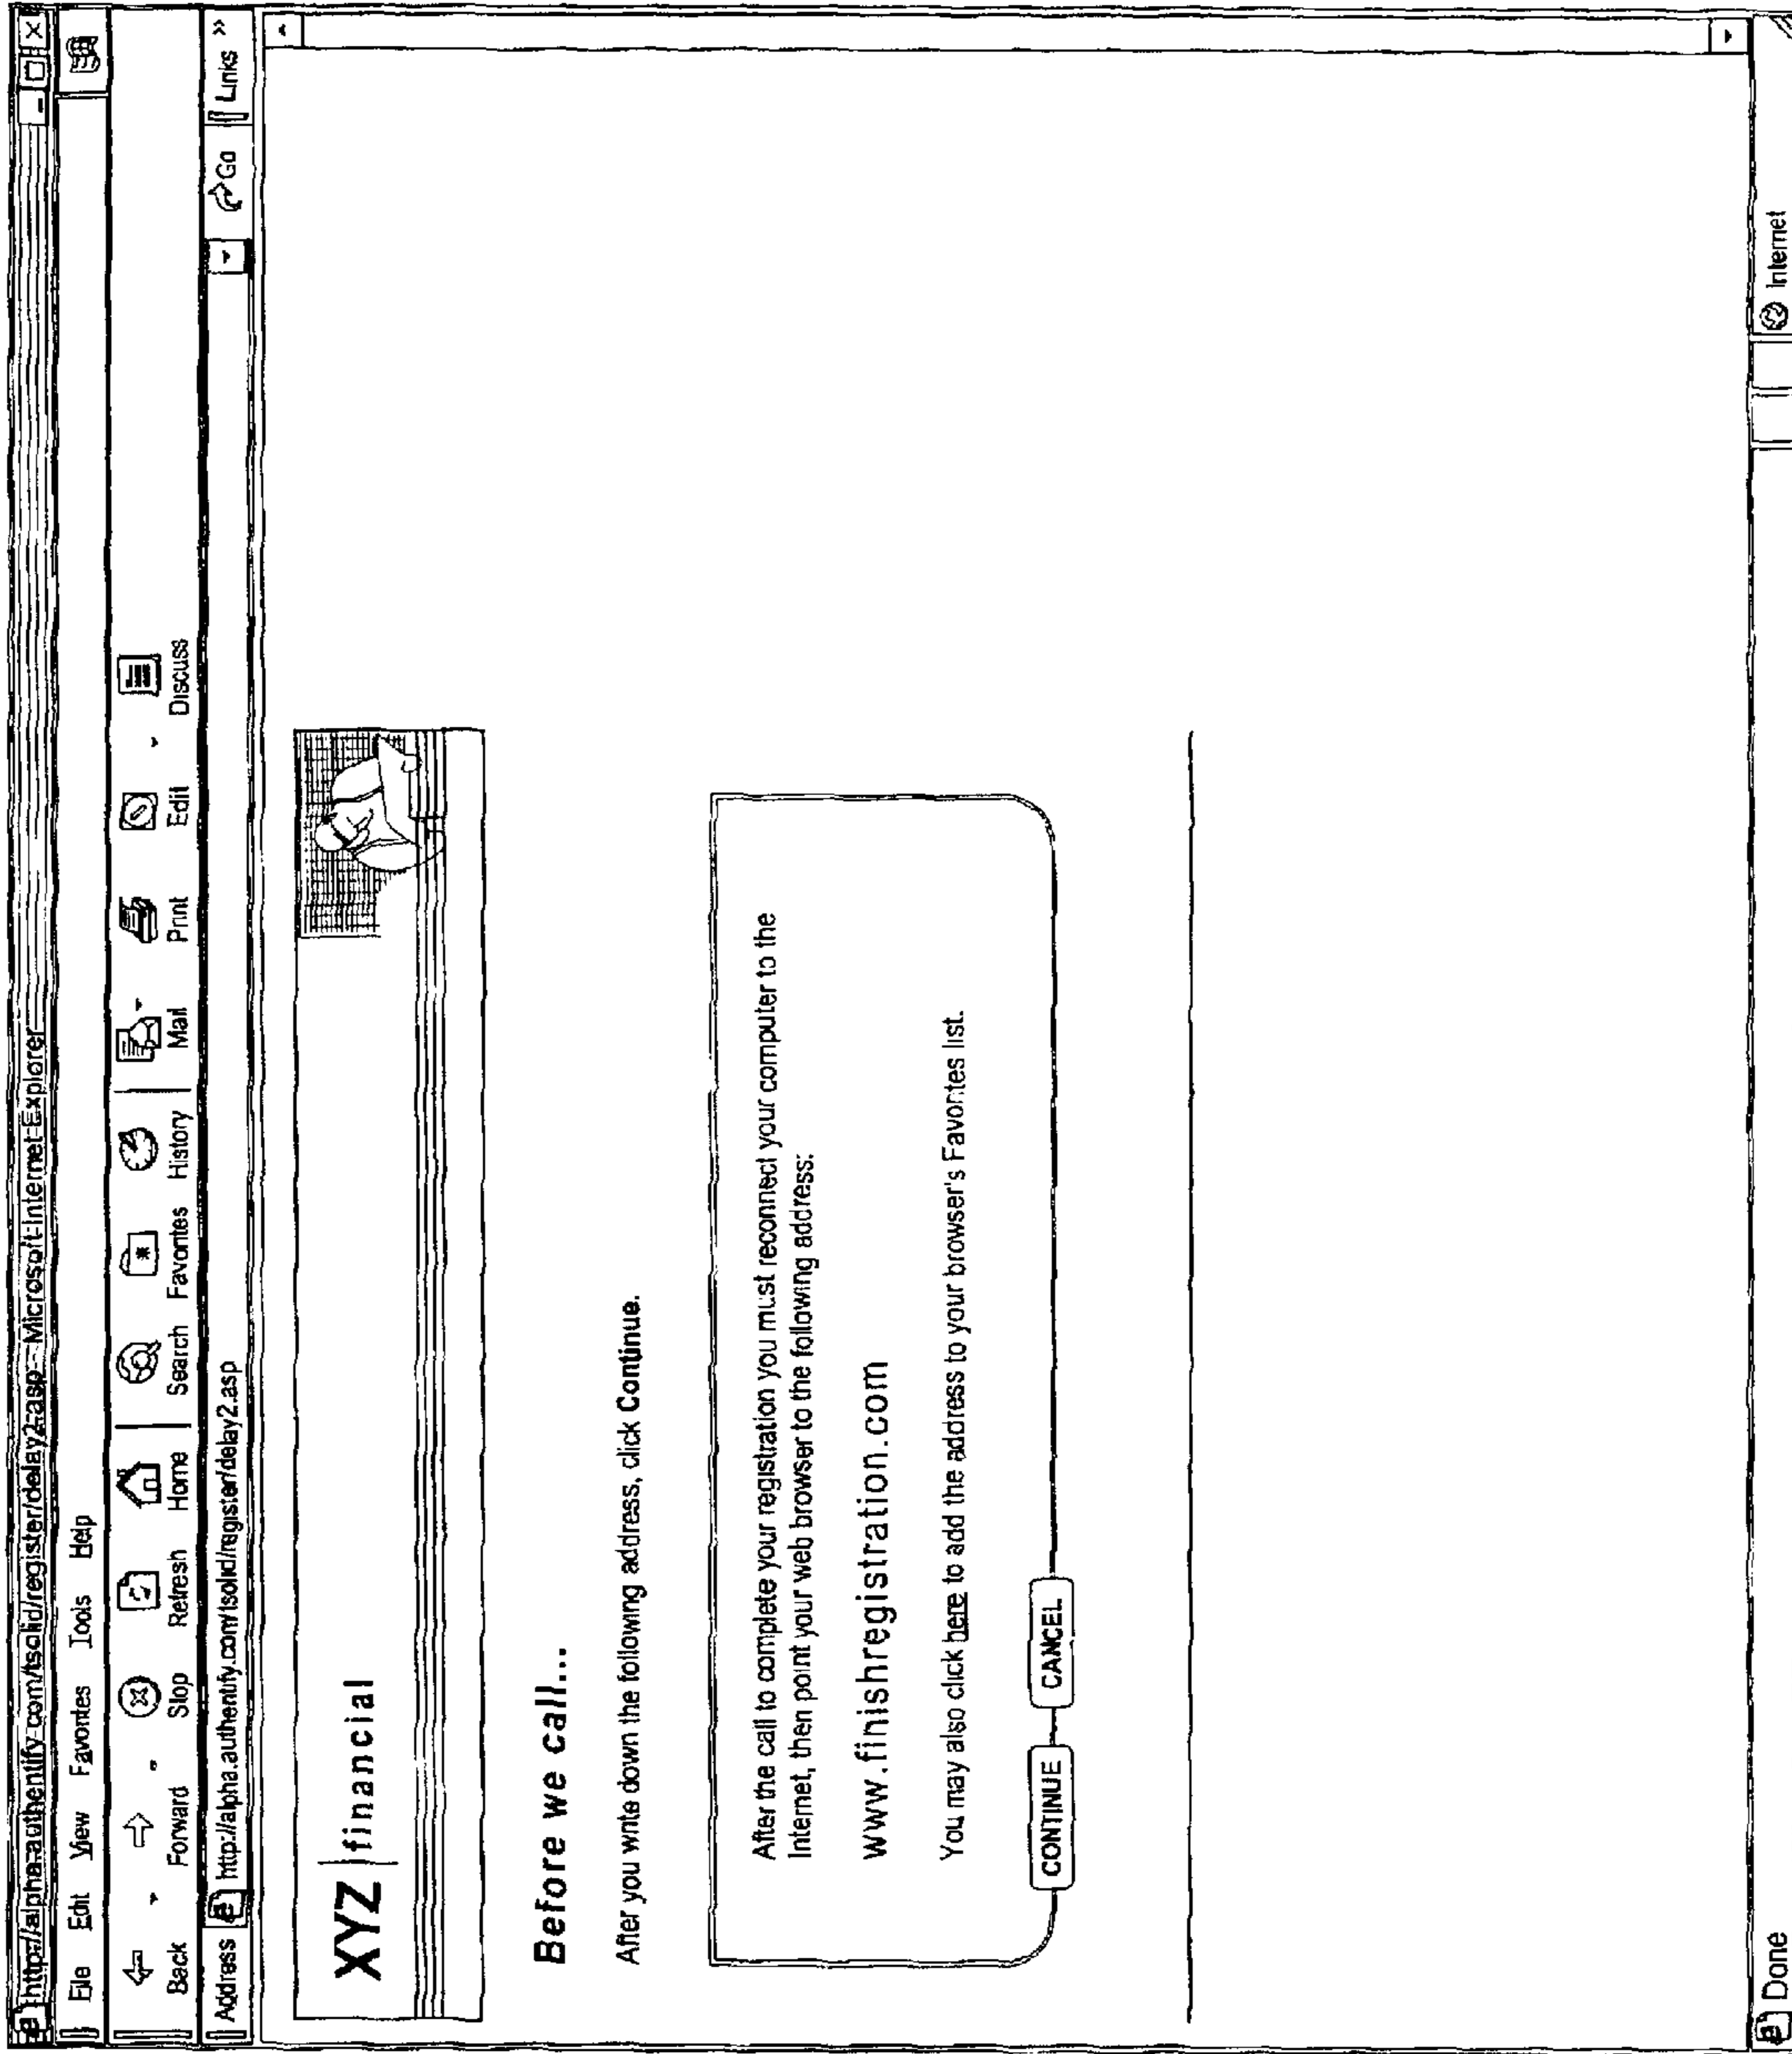 http://alpha.authentify.com/tsolid/register/delay2.asp - Microsoft Internet Explorer
File Edit View Favorites Tools Help
Back Forward Stop Refresh Home Search Favorites History Mail Print Edit Discuss
Address http://alpha.authentify.com/tsolid/register/delay2.asp Go Links »
XYZ financial
Before we call...
After you write down the following address, click Continue.
After the call to complete your registration you must reconnect your computer to the
Internet, then point your web browser to the following address:
www.finishregistration.com
You may also click here to add the address to your browser's Favorites list.
CONTINUE CANCEL
Done Internet